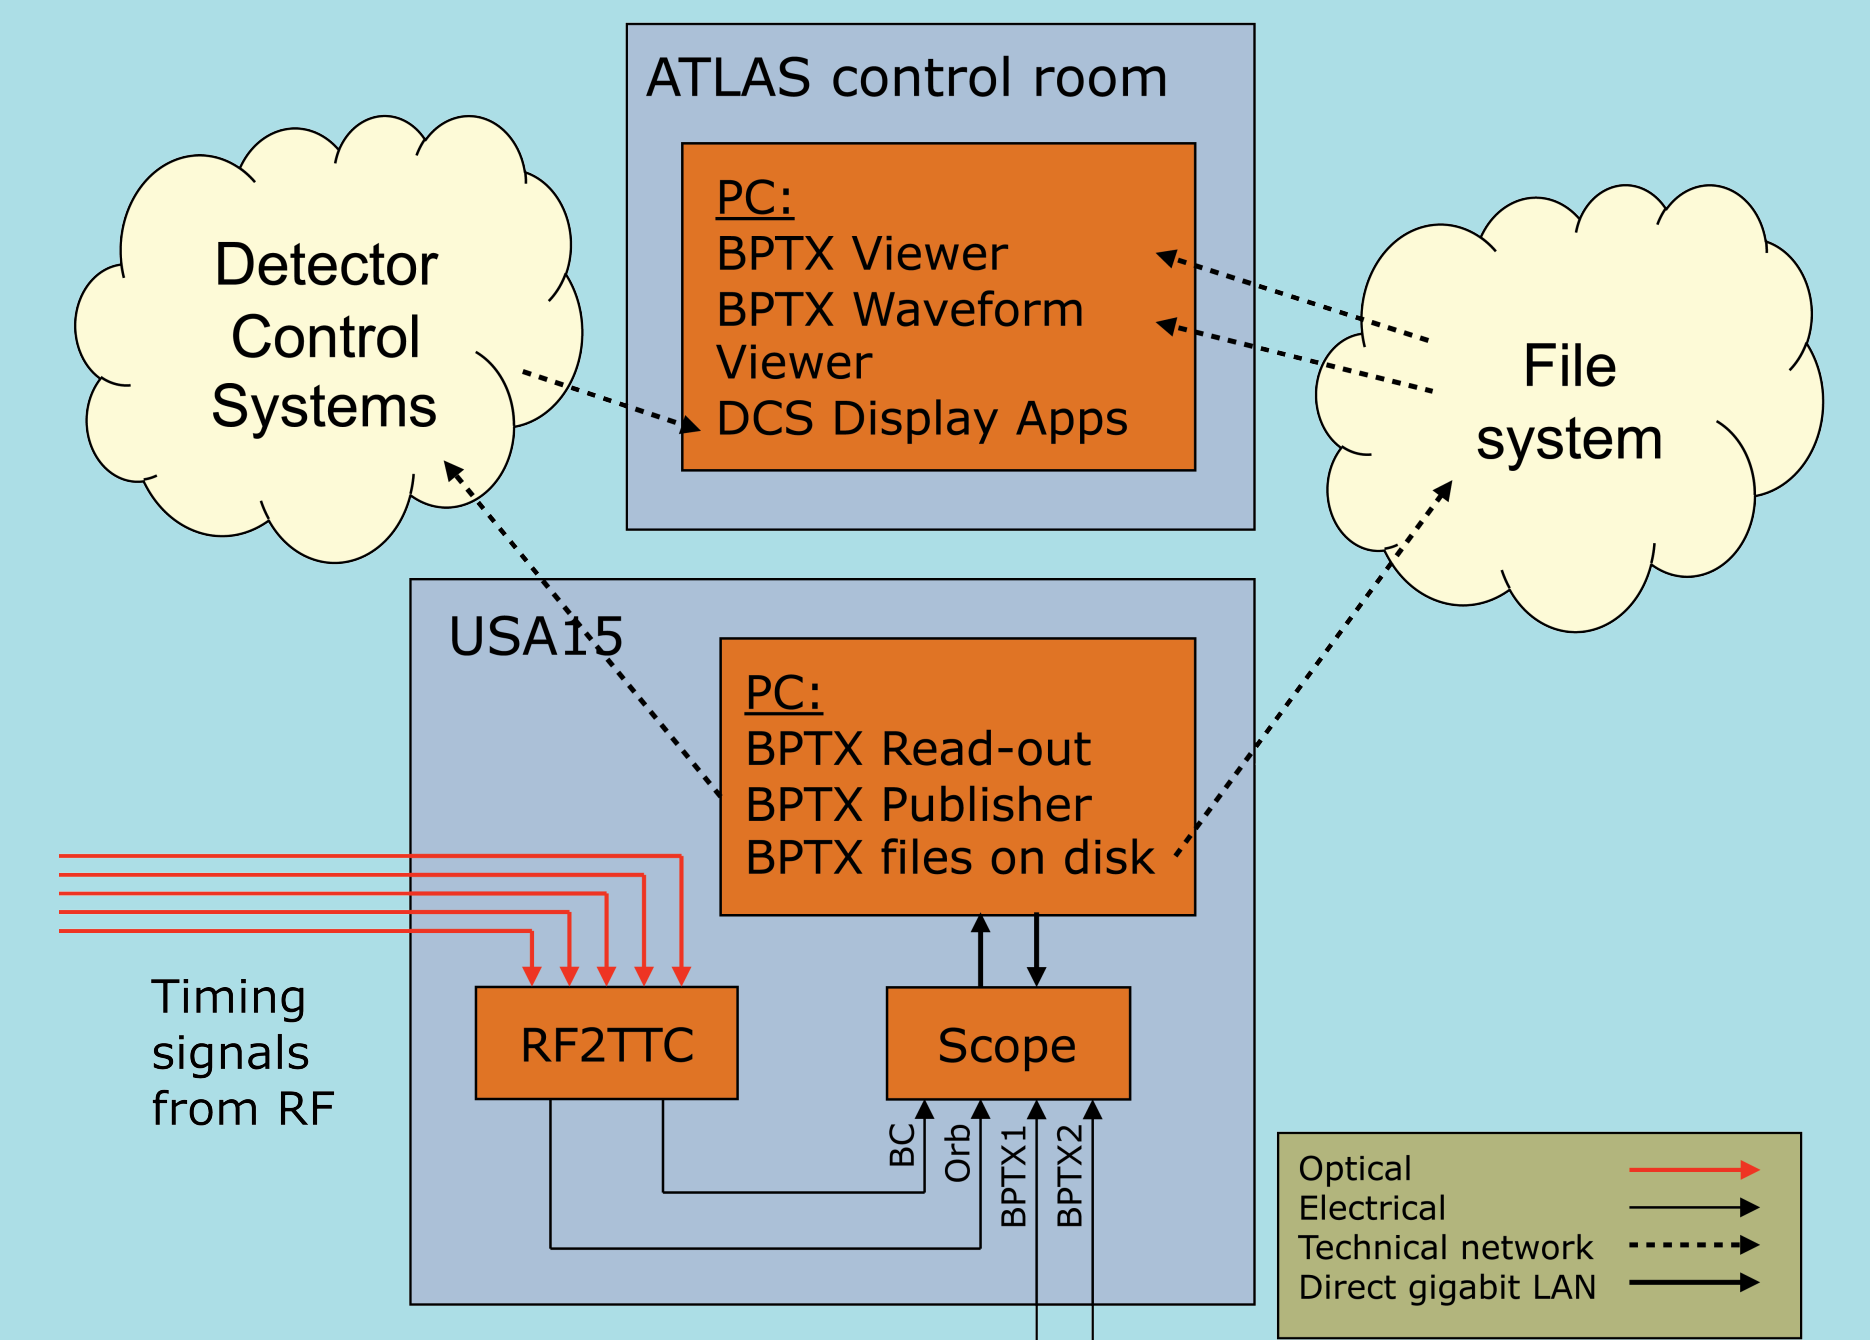 ATLAS control room
PC:
BPTX Viewer
BPTX Waveform
Viewer
DCS Display Apps
Detector
Control
Systems
File
system
USA15
PC:
BPTX Read-out
BPTX Publisher
BPTX files on disk
Timing
signals
from RF
RF2TTC
Scope
BC
Orb
BPTX1
BPTX2
Optical
Electrical
Technical network
Direct gigabit LAN